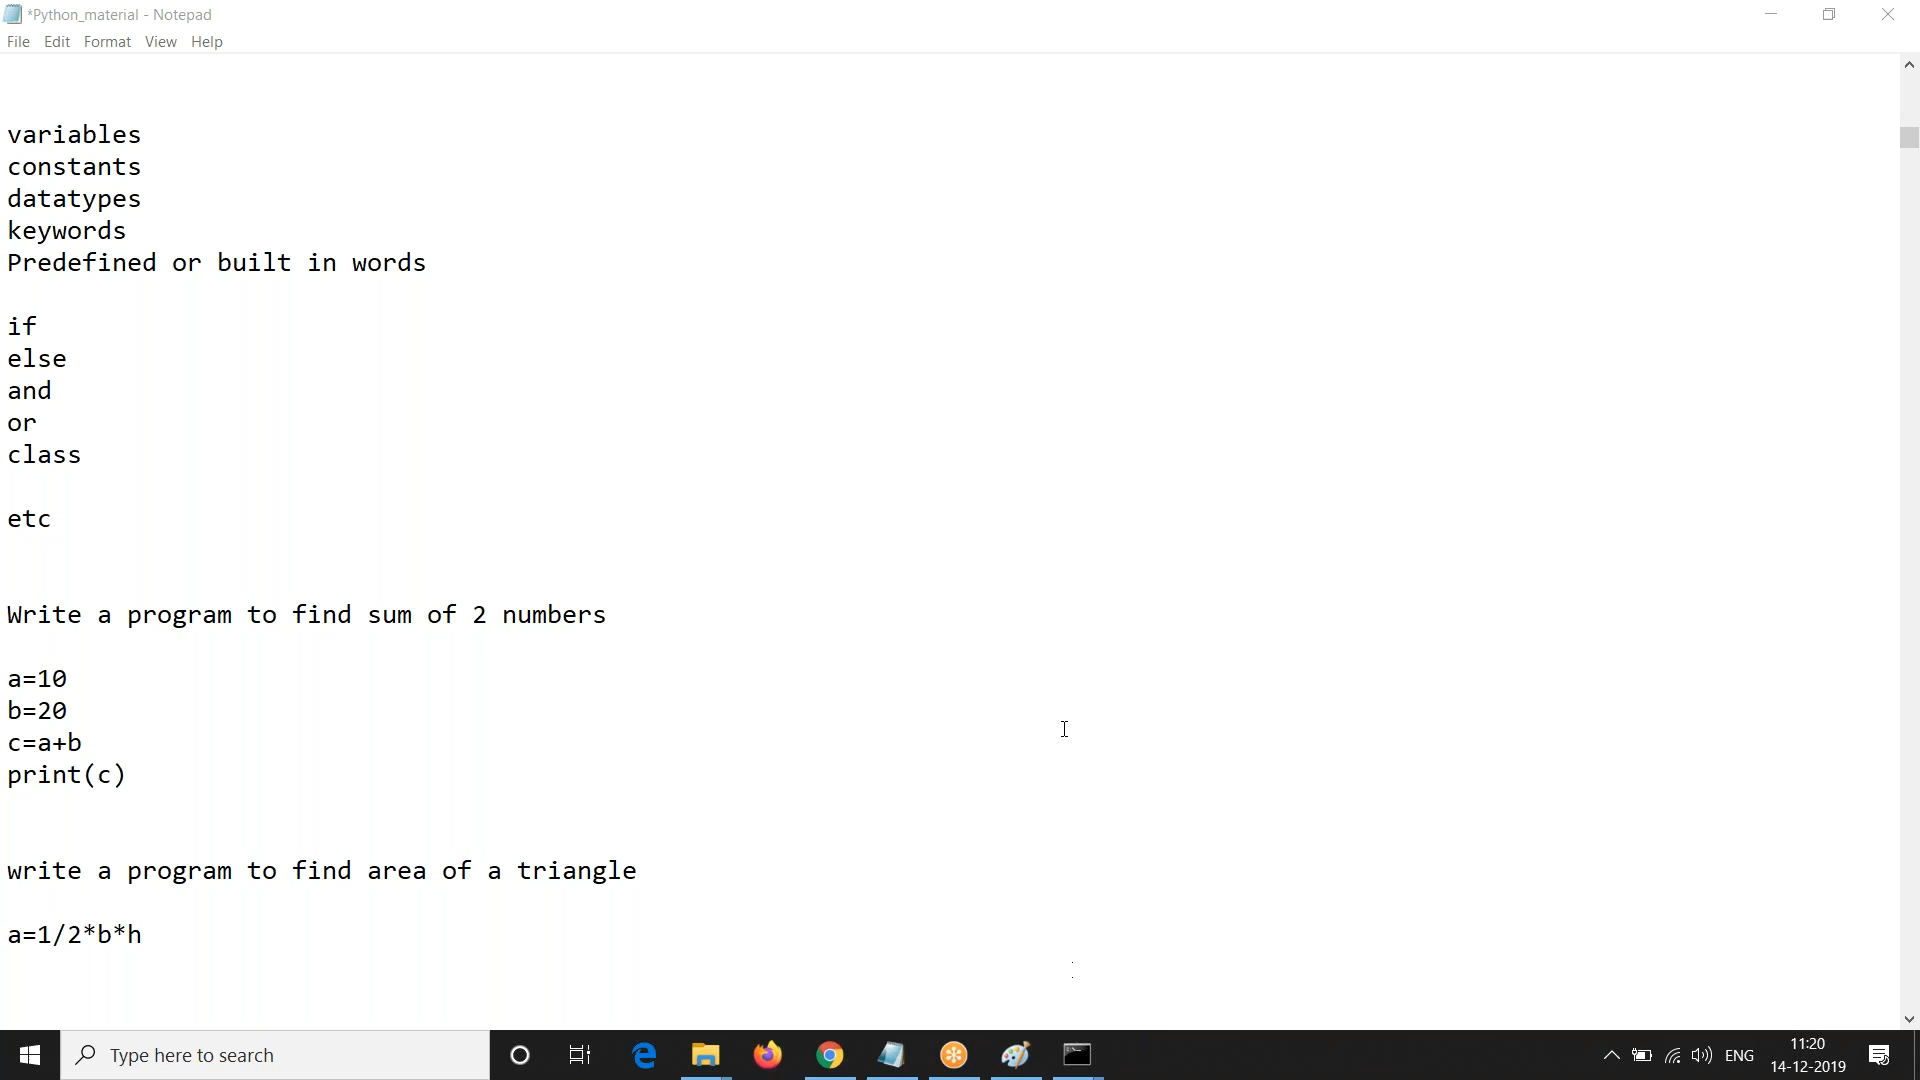 *Python_material - Notepad
File Edit Format View Help
variables
constants
datatypes
keywords
Predefined or built in words
if
else
and
or
class
etc
Write a program to find sum of 2 numbers
a=10
b=20
c=a+b
print(c)
write a program to find area of a triangle
a=1/2*b*h
Type here to search
ENG
11:20
14-12-2019